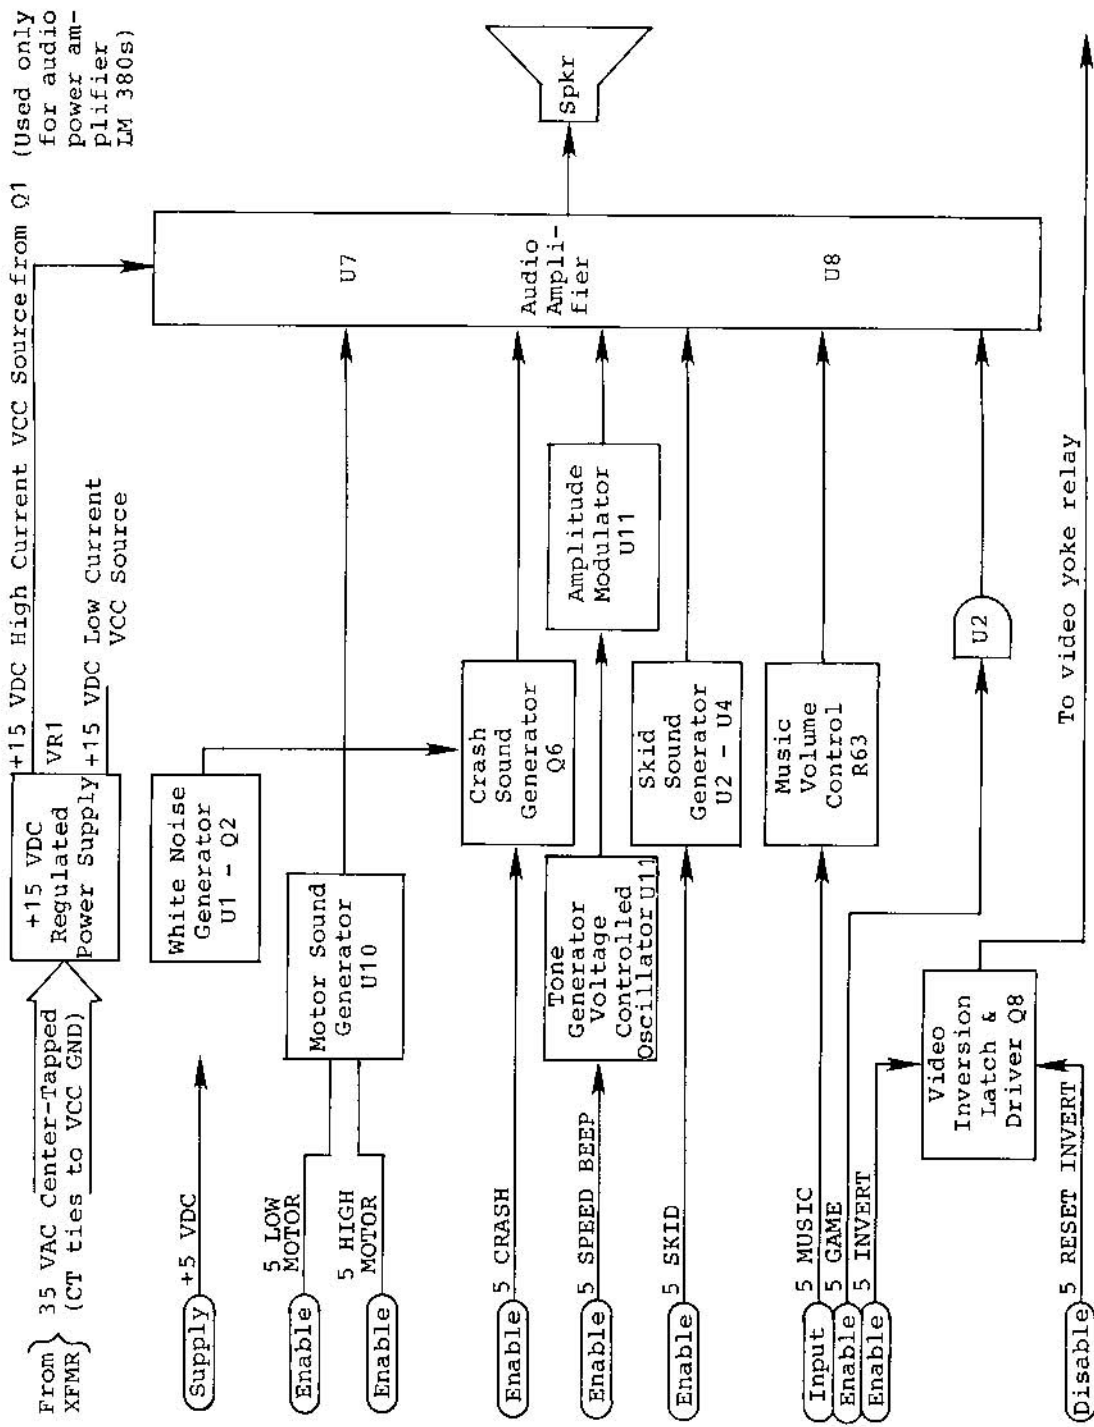 From
XFMR
35 VAC Center-Tapped
(CT ties to VCC GND)
+15 VDC
Regulated
Power Supply
VR1
+15 VDC High Current VCC Source from Q1
(Used only
for audio
power am-
plifier
LM 380s)
+15 VDC Low Current
VCC Source
Supply
+5 VDC
White Noise
Generator
U1 - Q2
Enable
5 LOW
MOTOR
Enable
5 HIGH
MOTOR
Motor Sound
Generator
U10
Enable
5 CRASH
Crash
Sound
Generator
Q6
Enable
5 SPEED BEEP
Tone
Generator
Voltage
Controlled
Oscillator U11
Amplitude
Modulator
U11
Enable
5 SKID
Skid
Sound
Generator
U2 - U4
Input
5 MUSIC
Music
Volume
Control
R63
Enable
5 GAME
U2
Enable
5 INVERT
Video
Inversion
Latch &
Driver Q8
Disable
5 RESET INVERT
To video yoke relay
U7
Audio
Ampli-
fier
U8
Spkr